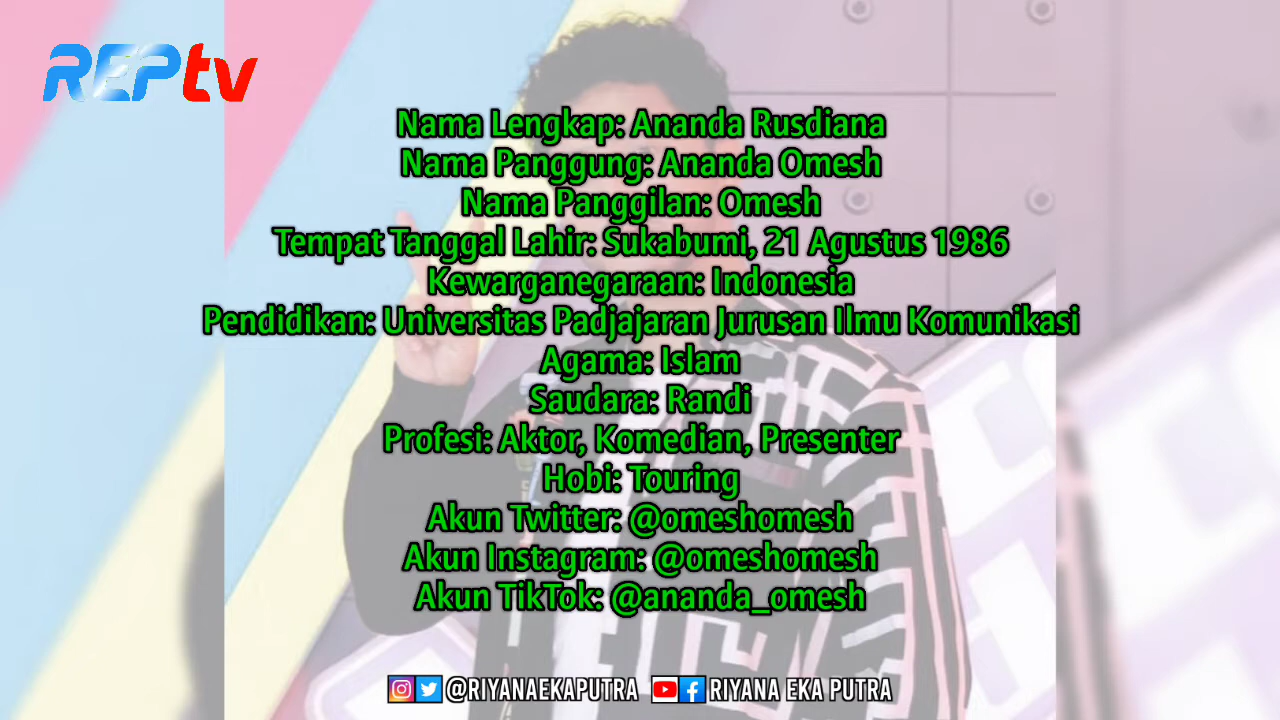 REPtv
Nama Lengkap: Ananda Rusdiana
Nama Panggung: Ananda Omesh
Nama Panggilan: Omesh
Tempat Tanggal Lahir: Sukabumi, 21 Agustus 1986
Kewarganegaraan: Indonesia
Pendidikan: Universitas Padjajaran Jurusan Ilmu Komunikasi
Agama: Islam
Saudara: Randi
Profesi: Aktor, Komedian, Presenter
Hobi: Touring
Akun Twitter: @omeshomesh
Akun Instagram: @omeshomesh
Akun TikTok: @ananda_omesh
@RIYANAEKAPUTRA RIYANA EKA PUTRA